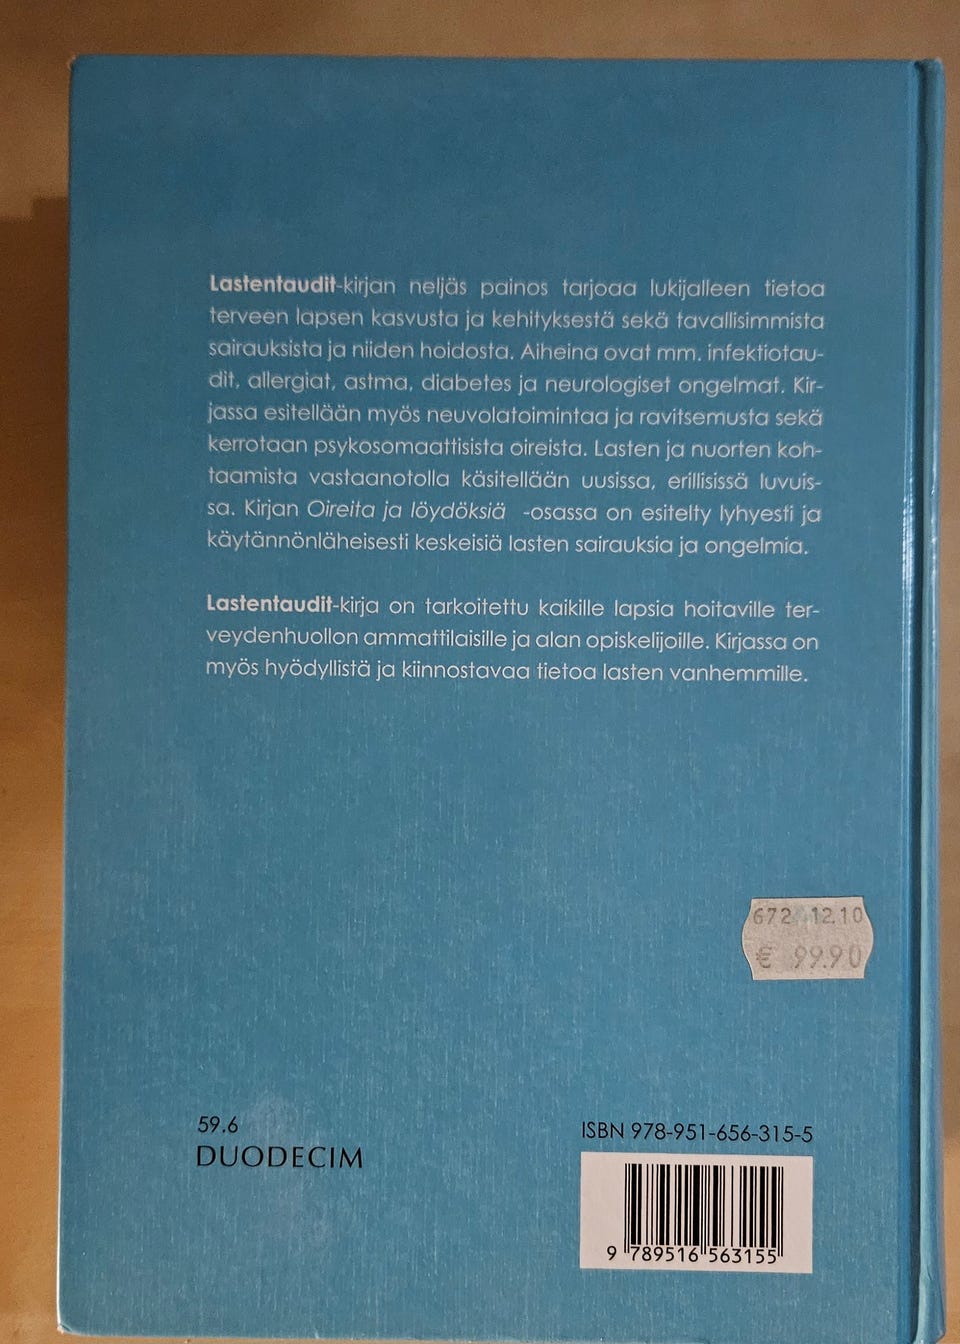 Lastentaudit-kirjan neljäs painos tarjoaa lukijalleen tietoa
terveen lapsen kasvusta ja kehityksestä sekä tavallisimmista
sairauksista ja niiden hoidosta. Aiheina ovat mm. infektiotau-
dit, allergiat, astma, diabetes ja neurologiset ongelmat. Kir-
jassa esitellään myös neuvolatoimintaa ja ravitsemusta sekä
kerrotaan psykosomaattisista oireista. Lasten ja nuorten koh-
taamista vastaanotolla käsitellään uusissa, erillisissä luvuis-
sa. Kirjan Oireita ja löydöksiä -osassa on esitelty lyhyesti ja
käytännönläheisesti keskeisiä lasten sairauksia ja ongelmia.
Lastentaudit-kirja on tarkoitettu kaikille lapsia hoitaville ter-
veydenhuollon ammattilaisille ja alan opiskelijoille. Kirjassa on
myös hyödyllistä ja kiinnostavaa tietoa lasten vanhemmille.
672 12.10
€ 99.90
59.6
DUODECIM
ISBN 978-951-656-315-5
9 789516 563155